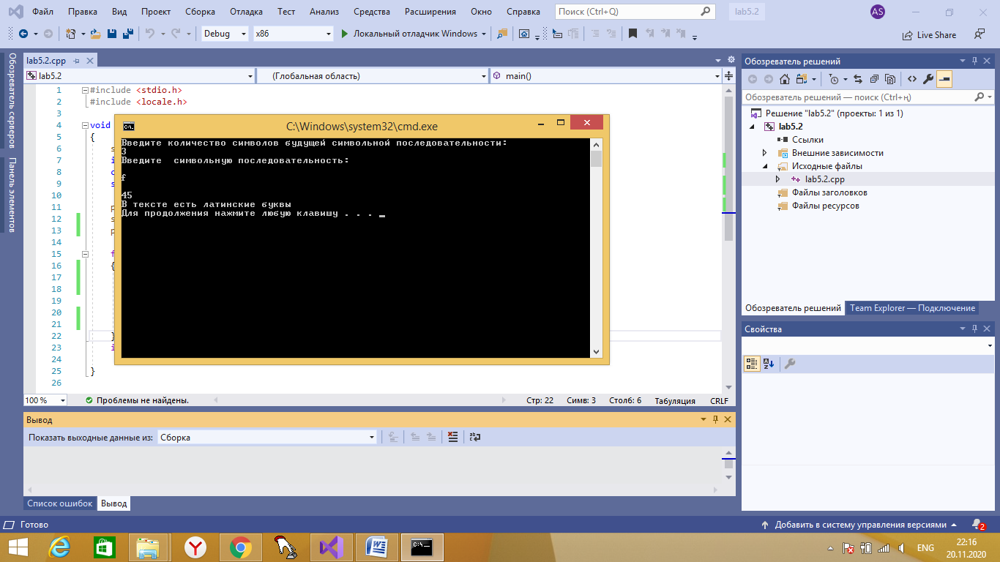 Файл Правка Вид Проект Сборка Отладка Тест Анализ Средства Расширения Окно Справка Поиск (Ctrl+Q) lab5.2 AS
Debug x86 Локальный отладчик Windows Live Share
Обозреватель серверов
Панель элементов
lab5.2.cpp
lab5.2 (Глобальная область) main()
1 #include <stdio.h>
2 #include <locale.h>
3
4 void
5 {
6 s
7 i
8 c
9 s
10
11 p
12 s
13 p
14
15 f
16 {
17
18
19
20
21
22 }
23 i
24
25 }
26
C:\Windows\system32\cmd.exe
Введите количество символов будущей символьной последовательности:
3
Введите  символьную последовательность:
f
45
В тексте есть латинские буквы
Для продолжения нажмите любую клавишу . . . _
100 % Проблемы не найдены. Стр: 22 Симв: 3 Столб: 6 Табуляция CRLF
Вывод
Показать выходные данные из: Сборка
Список ошибок Вывод
Обозреватель решений
Обозреватель решений — поиск (Ctrl+ң)
Решение "lab5.2" (проекты: 1 из 1)
lab5.2
Ссылки
Внешние зависимости
Исходные файлы
lab5.2.cpp
Файлы заголовков
Файлы ресурсов
Обозреватель решений Team Explorer — Подключение
Свойства
Готово Добавить в систему управления версиями 2
ENG 22:16
20.11.2020